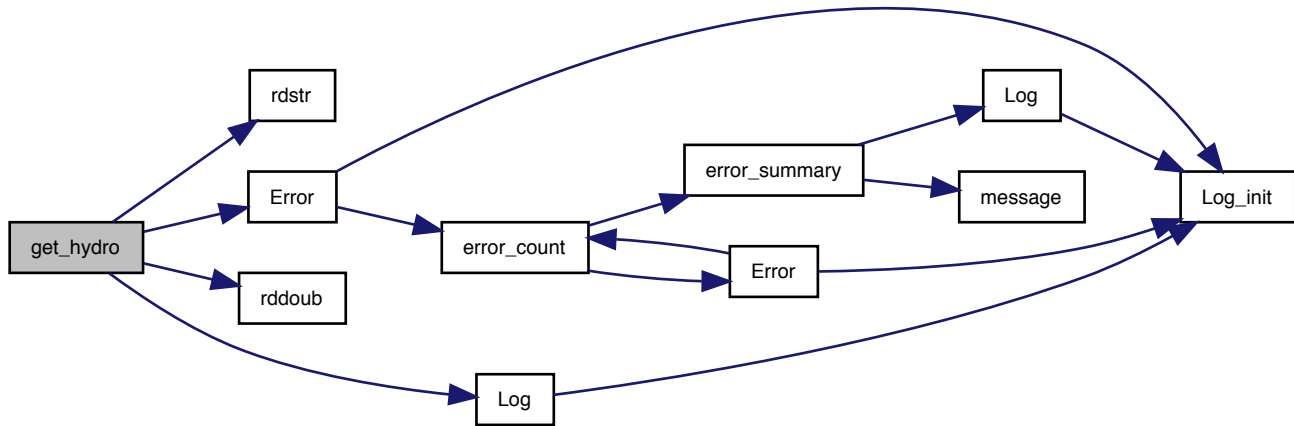 rdstr
Log
error_summary
Error
message
Log_init
get_hydro
error_count
Error
rddoub
Log